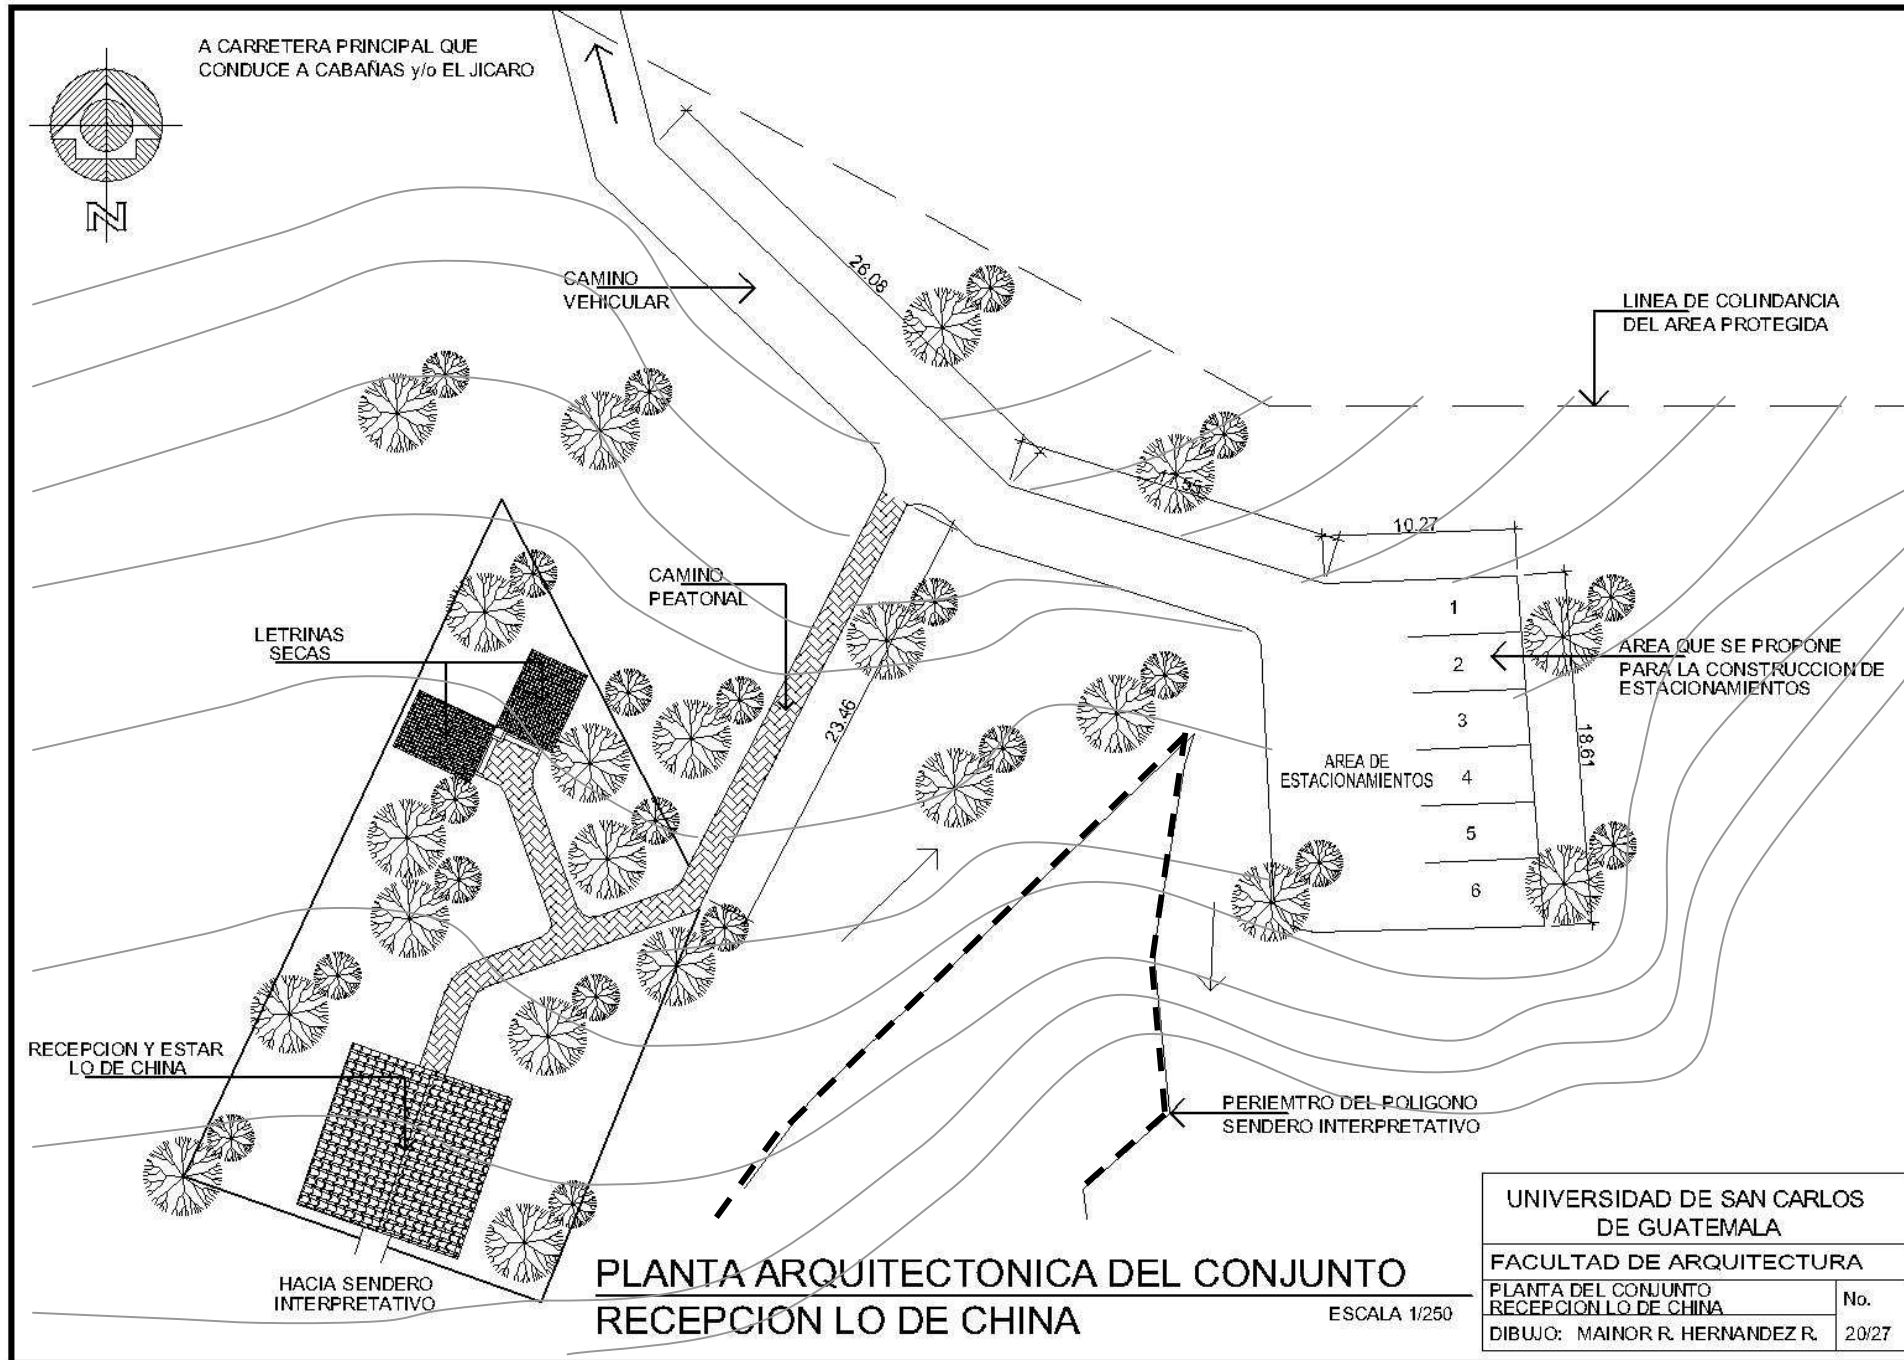 A CARRETERA PRINCIPAL QUE
CONDUCE A CABAÑAS y/o EL JICARO
N
26.08
CAMINO
VEHICULAR
LINEA DE COLINDANCIA
DEL AREA PROTEGIDA
10.27
CAMINO
PEATONAL
1
LETRINAS
SECAS
AREA QUE SE PROPONE
PARA LA CONSTRUCCION DE
ESTACIONAMIENTOS
2
23.46
3
18.61
AREA DE
ESTACIONAMIENTOS
4
5
6
RECEPCION Y ESTAR
LO DE CHINA
PERIEMTRO DEL POLIGONO
SENDERO INTERPRETATIVO
HACIA SENDERO
INTERPRETATIVO
PLANTA ARQUITECTONICA DEL CONJUNTO
RECEPCION LO DE CHINA
ESCALA 1/250
UNIVERSIDAD DE SAN CARLOS
DE GUATEMALA
FACULTAD DE ARQUITECTURA
PLANTA DEL CONJUNTO
RECEPCION LO DE CHINA
No.
DIBUJO: MAINOR R. HERNANDEZ R.
20/27